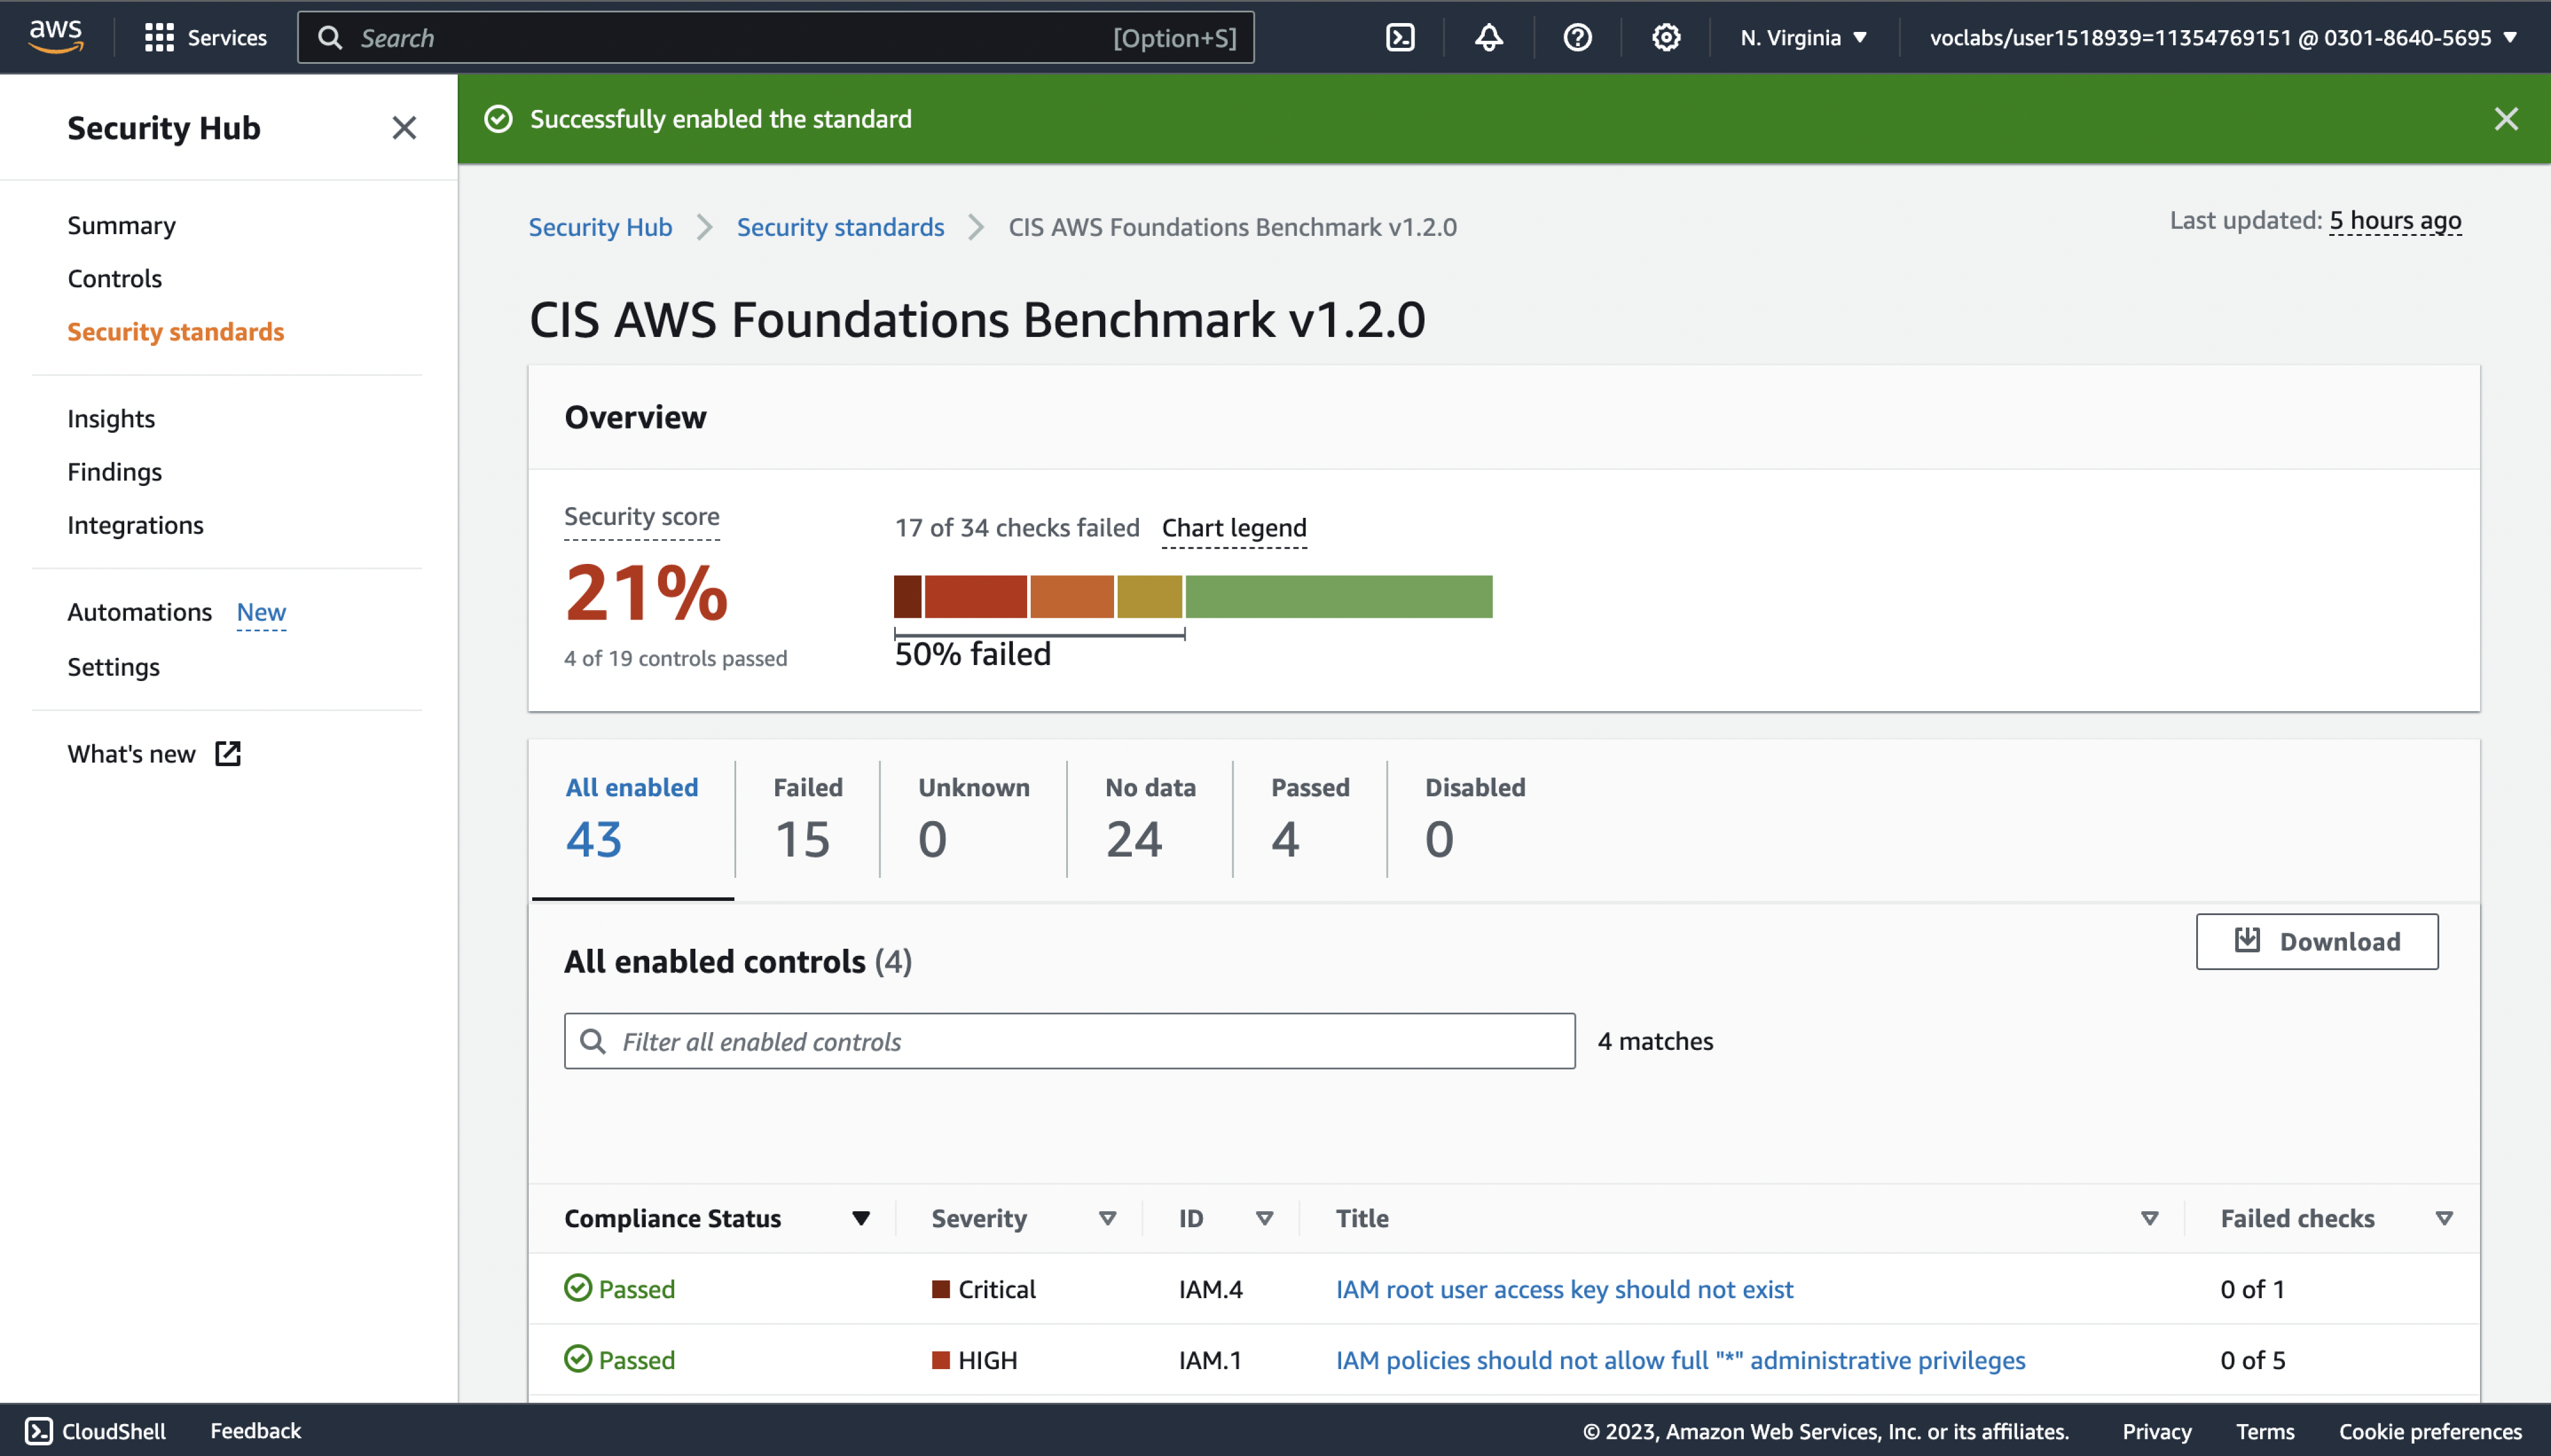 aws Services Search [Option+S] N. Virginia voclabs/user1518939=11354769151 @ 0301-8640-5695
Security Hub
Summary
Controls
Security standards
Insights
Findings
Integrations
Automations New
Settings
What's new
Successfully enabled the standard
Security Hub Security standards CIS AWS Foundations Benchmark v1.2.0
Last updated: 5 hours ago
CIS AWS Foundations Benchmark v1.2.0
Overview
Security score
21%
4 of 19 controls passed
17 of 34 checks failed Chart legend
50% failed
All enabled Failed Unknown No data Passed Disabled
43 15 0 24 4 0
All enabled controls (4)
Download
Filter all enabled controls
4 matches
Compliance Status Severity ID Title Failed checks
Passed Critical IAM.4 IAM root user access key should not exist 0 of 1
Passed HIGH IAM.1 IAM policies should not allow full "*" administrative privileges 0 of 5
CloudShell Feedback © 2023, Amazon Web Services, Inc. or its affiliates. Privacy Terms Cookie preferences